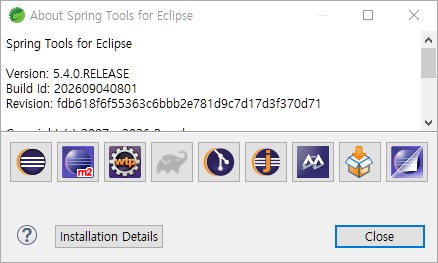 About Spring Tools for Eclipse
Spring Tools for Eclipse
Version: 5.4.0.RELEASE
Build Id: 202609040801
Revision: fdb618f6f55363c6bbb2e781d9c7d17d3f370d71
m2
wtp
j
?
Installation Details
Close